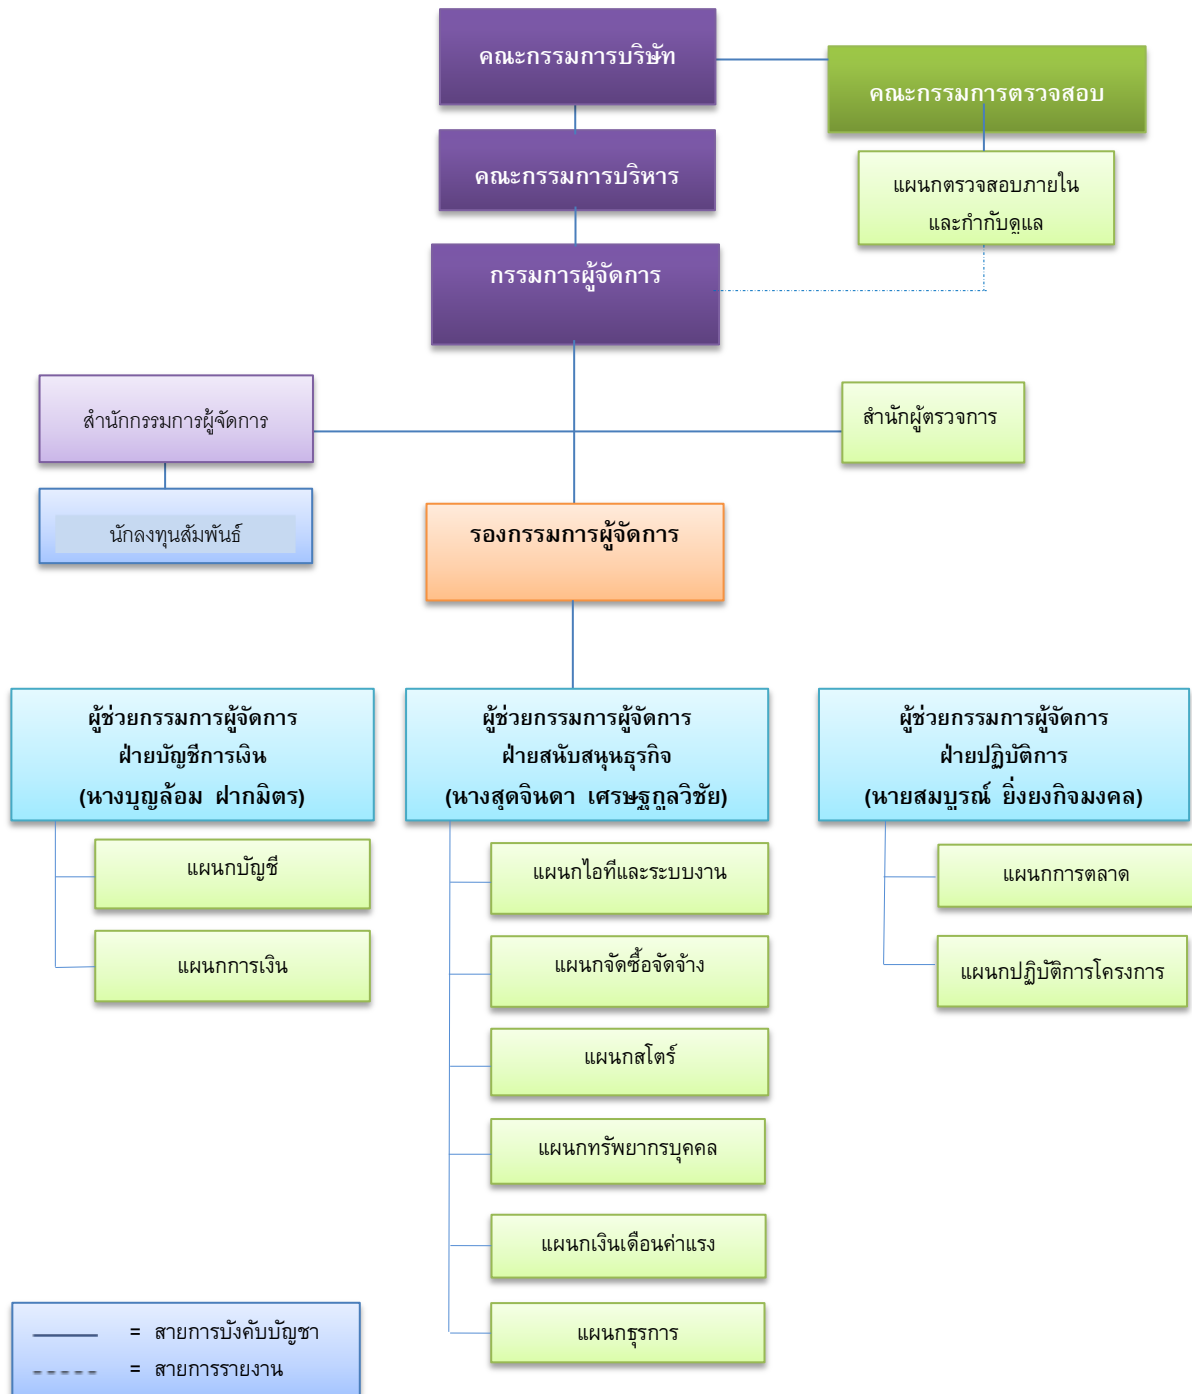 คณะกรรมการบริษัท
คณะกรรมการตรวจสอบ
คณะกรรมการบริหาร
แผนกตรวจสอบภายใน
และกำกับดูแล
กรรมการผู้จัดการ
สำนักกรรมการผู้จัดการ
สำนักผู้ตรวจการ
นักลงทุนสัมพันธ์
รองกรรมการผู้จัดการ
ผู้ช่วยกรรมการผู้จัดการ
ฝ่ายบัญชีการเงิน
(นางบุญล้อม ฝากมิตร)
แผนกบัญชี
แผนกการเงิน
ผู้ช่วยกรรมการผู้จัดการ
ฝ่ายสนับสนุนธุรกิจ
(นางสุดจินดา เศรษฐกูลวิชัย)
แผนกไอทีและระบบงาน
แผนกจัดซื้อจัดจ้าง
แผนกสโตร์
แผนกทรัพยากรบุคคล
แผนกเงินเดือนค่าแรง
แผนกธุรการ
ผู้ช่วยกรรมการผู้จัดการ
ฝ่ายปฏิบัติการ
(นายสมบูรณ์ ยิ่งยงกิจมงคล)
แผนกการตลาด
แผนกปฏิบัติการโครงการ
= สายการบังคับบัญชา
= สายการรายงาน